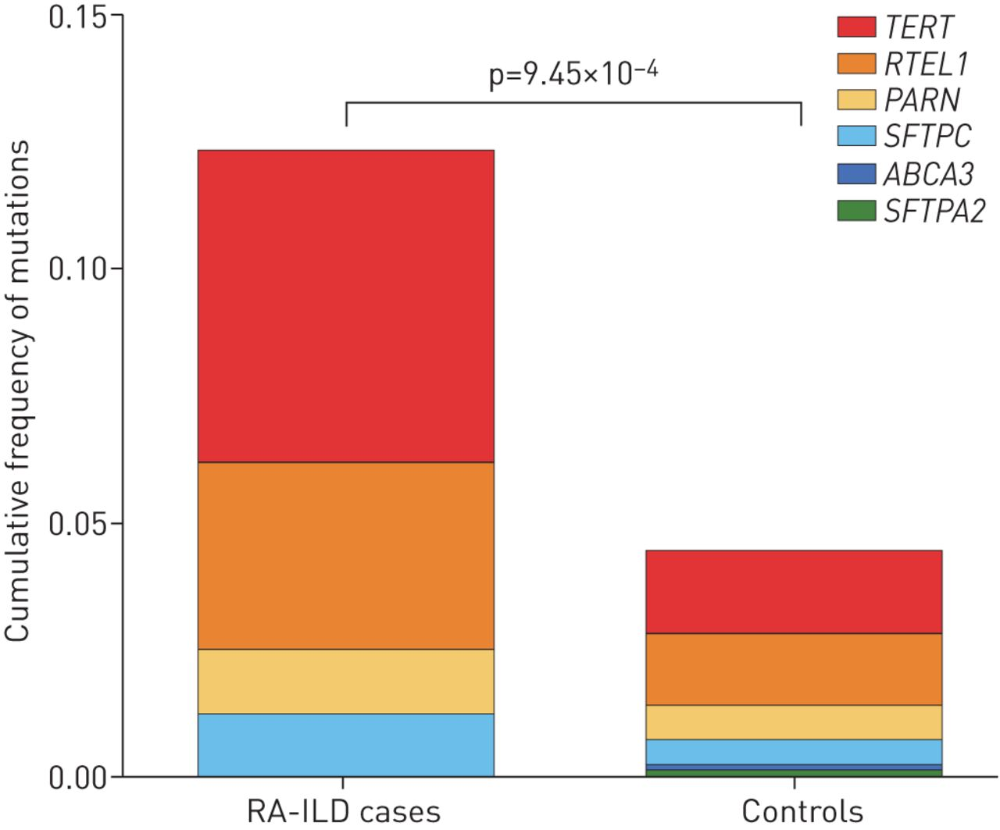 0.15
0.10
0.05
0.00
Cumulative frequency of mutations
p=9.45×10⁻⁴
TERT
RTEL1
PARN
SFTPC
ABCA3
SFTPA2
RA-ILD cases
Controls